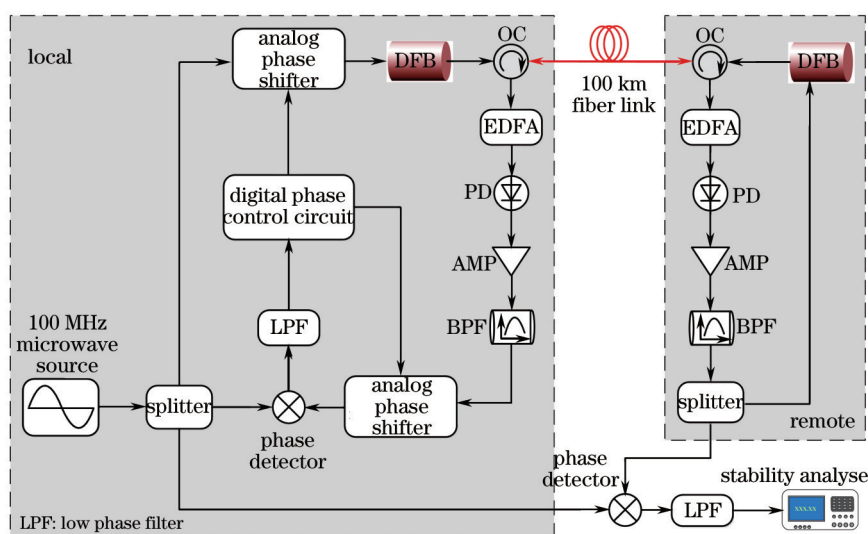 local
analog
phase
shifter
DFB
OC
100 km
fiber link
OC
DFB
EDFA
EDFA
digital phase
control circuit
PD
PD
AMP
AMP
LPF
BPF
BPF
100 MHz
microwave
source
splitter
phase
detector
analog
phase
shifter
splitter
remote
phase
detector
stability analyse
LPF
XXX.XX
LPF: low phase filter